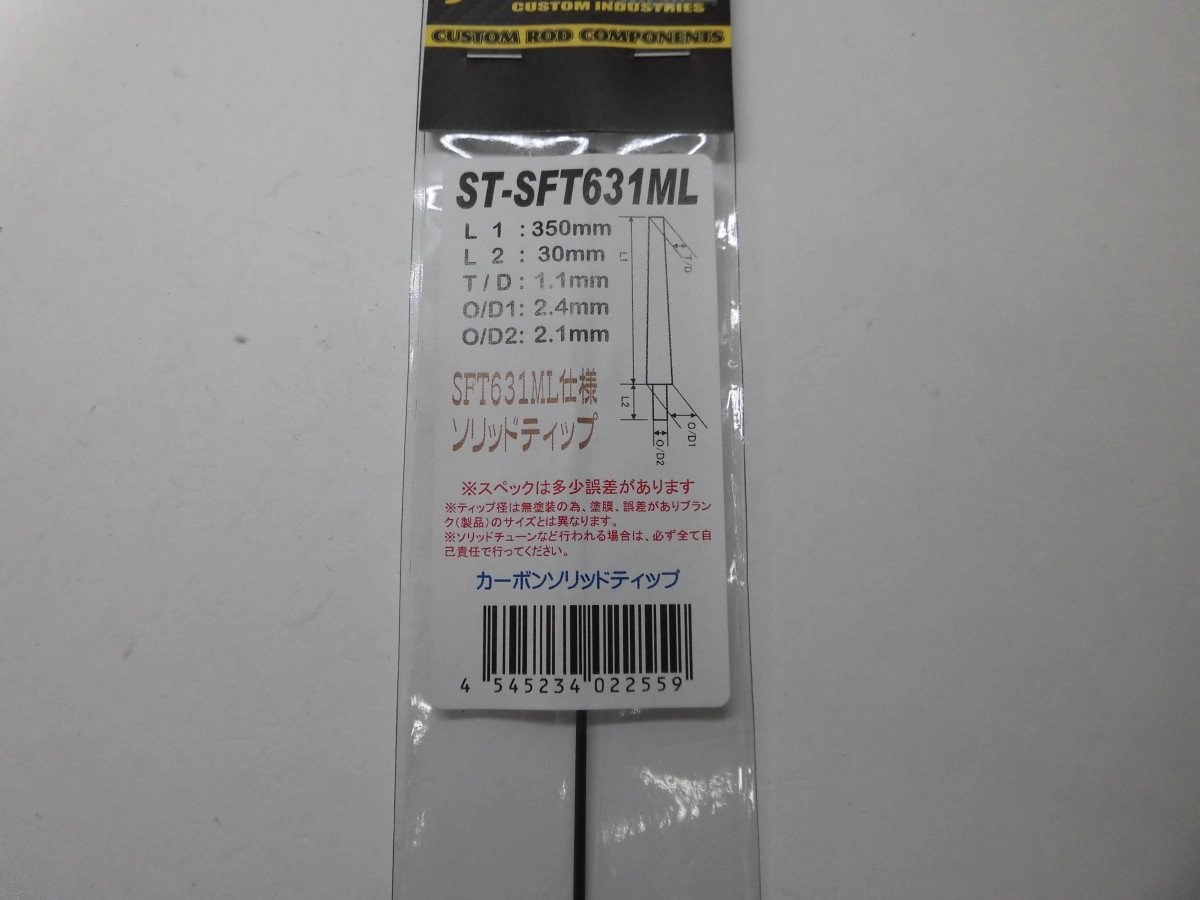 CUSTOM INDUSTRIES
CUSTOM ROD COMPONENTS
ST-SFT631ML
L 1 : 350mm
L 2 : 30mm
T / D : 1.1mm
O/D1: 2.4mm
O/D2: 2.1mm
L1
T/D
L2
O/D1
O/D2
SFT631ML仕様
ソリッドティップ
※スペックは多少誤差があります
※ティップ径は無塗装の為、塗膜、誤差がありブラン
ク(製品)のサイズとは異なります。
※ソリッドチューンなど行われる場合は、必ず全て自
己責任で行ってください。
カーボンソリッドティップ
4 545234 022559